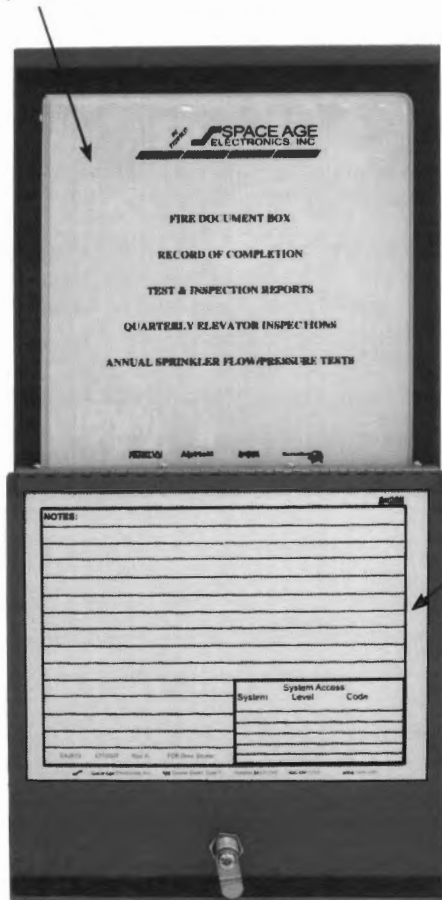 SPACE AGE
ELECTRONICS INC
FIRE DOCUMENT BOX
RECORD OF COMPLETION
TEST & INSPECTION REPORTS
QUARTERLY ELEVATOR INSPECTIONS
ANNUAL SPRINKLER FLOW/PRESSURE TESTS
NOTES:
System Access
System Level Code